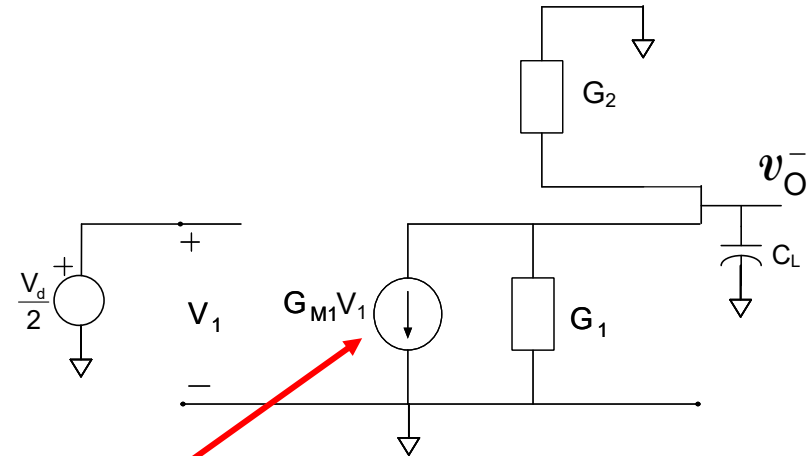 G₂
v_O⁻
+
+
V_d/2
V₁
G_M1V₁
G₁
C_L
−